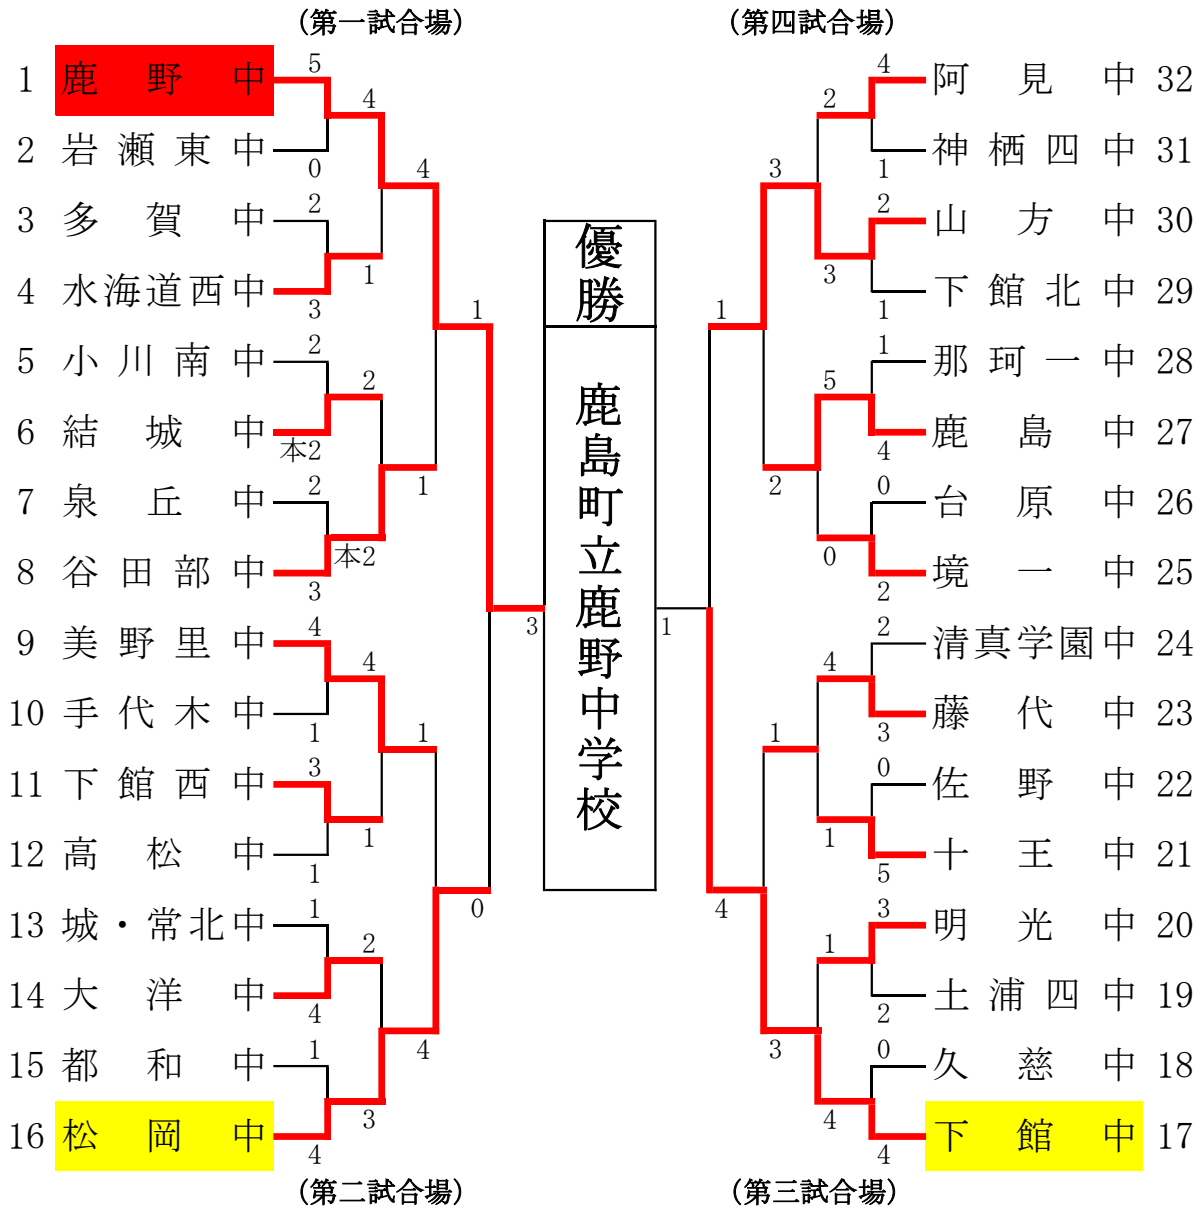 (第一試合場)
(第四試合場)
1 鹿野中 5
4
2 岩瀬東中 0
4
3 多賀中 2
1
4 水海道西中 3
1
5 小川南中 2
2
6 結城中 本2
1
7 泉丘中 2
本2
8 谷田部中 3
3
9 美野里中 4
4
10 手代木中 1
1
11 下館西中 3
1
12 高松中 1
0
13 城・常北中 1
2
14 大洋中 4
4
15 都和中 1
3
16 松岡中 4
優勝
鹿島町立鹿野中学校
4 阿見中 32
2
1 神栖四中 31
3
2 山方中 30
3
1 下館北中 29
1
1 那珂一中 28
5
4 鹿島中 27
2
0 台原中 26
0
2 境一中 25
1
2 清真学園中 24
4
3 藤代中 23
1
0 佐野中 22
1
5 十王中 21
4
3 明光中 20
1
2 土浦四中 19
3
0 久慈中 18
4
4 下館中 17
(第二試合場)
(第三試合場)